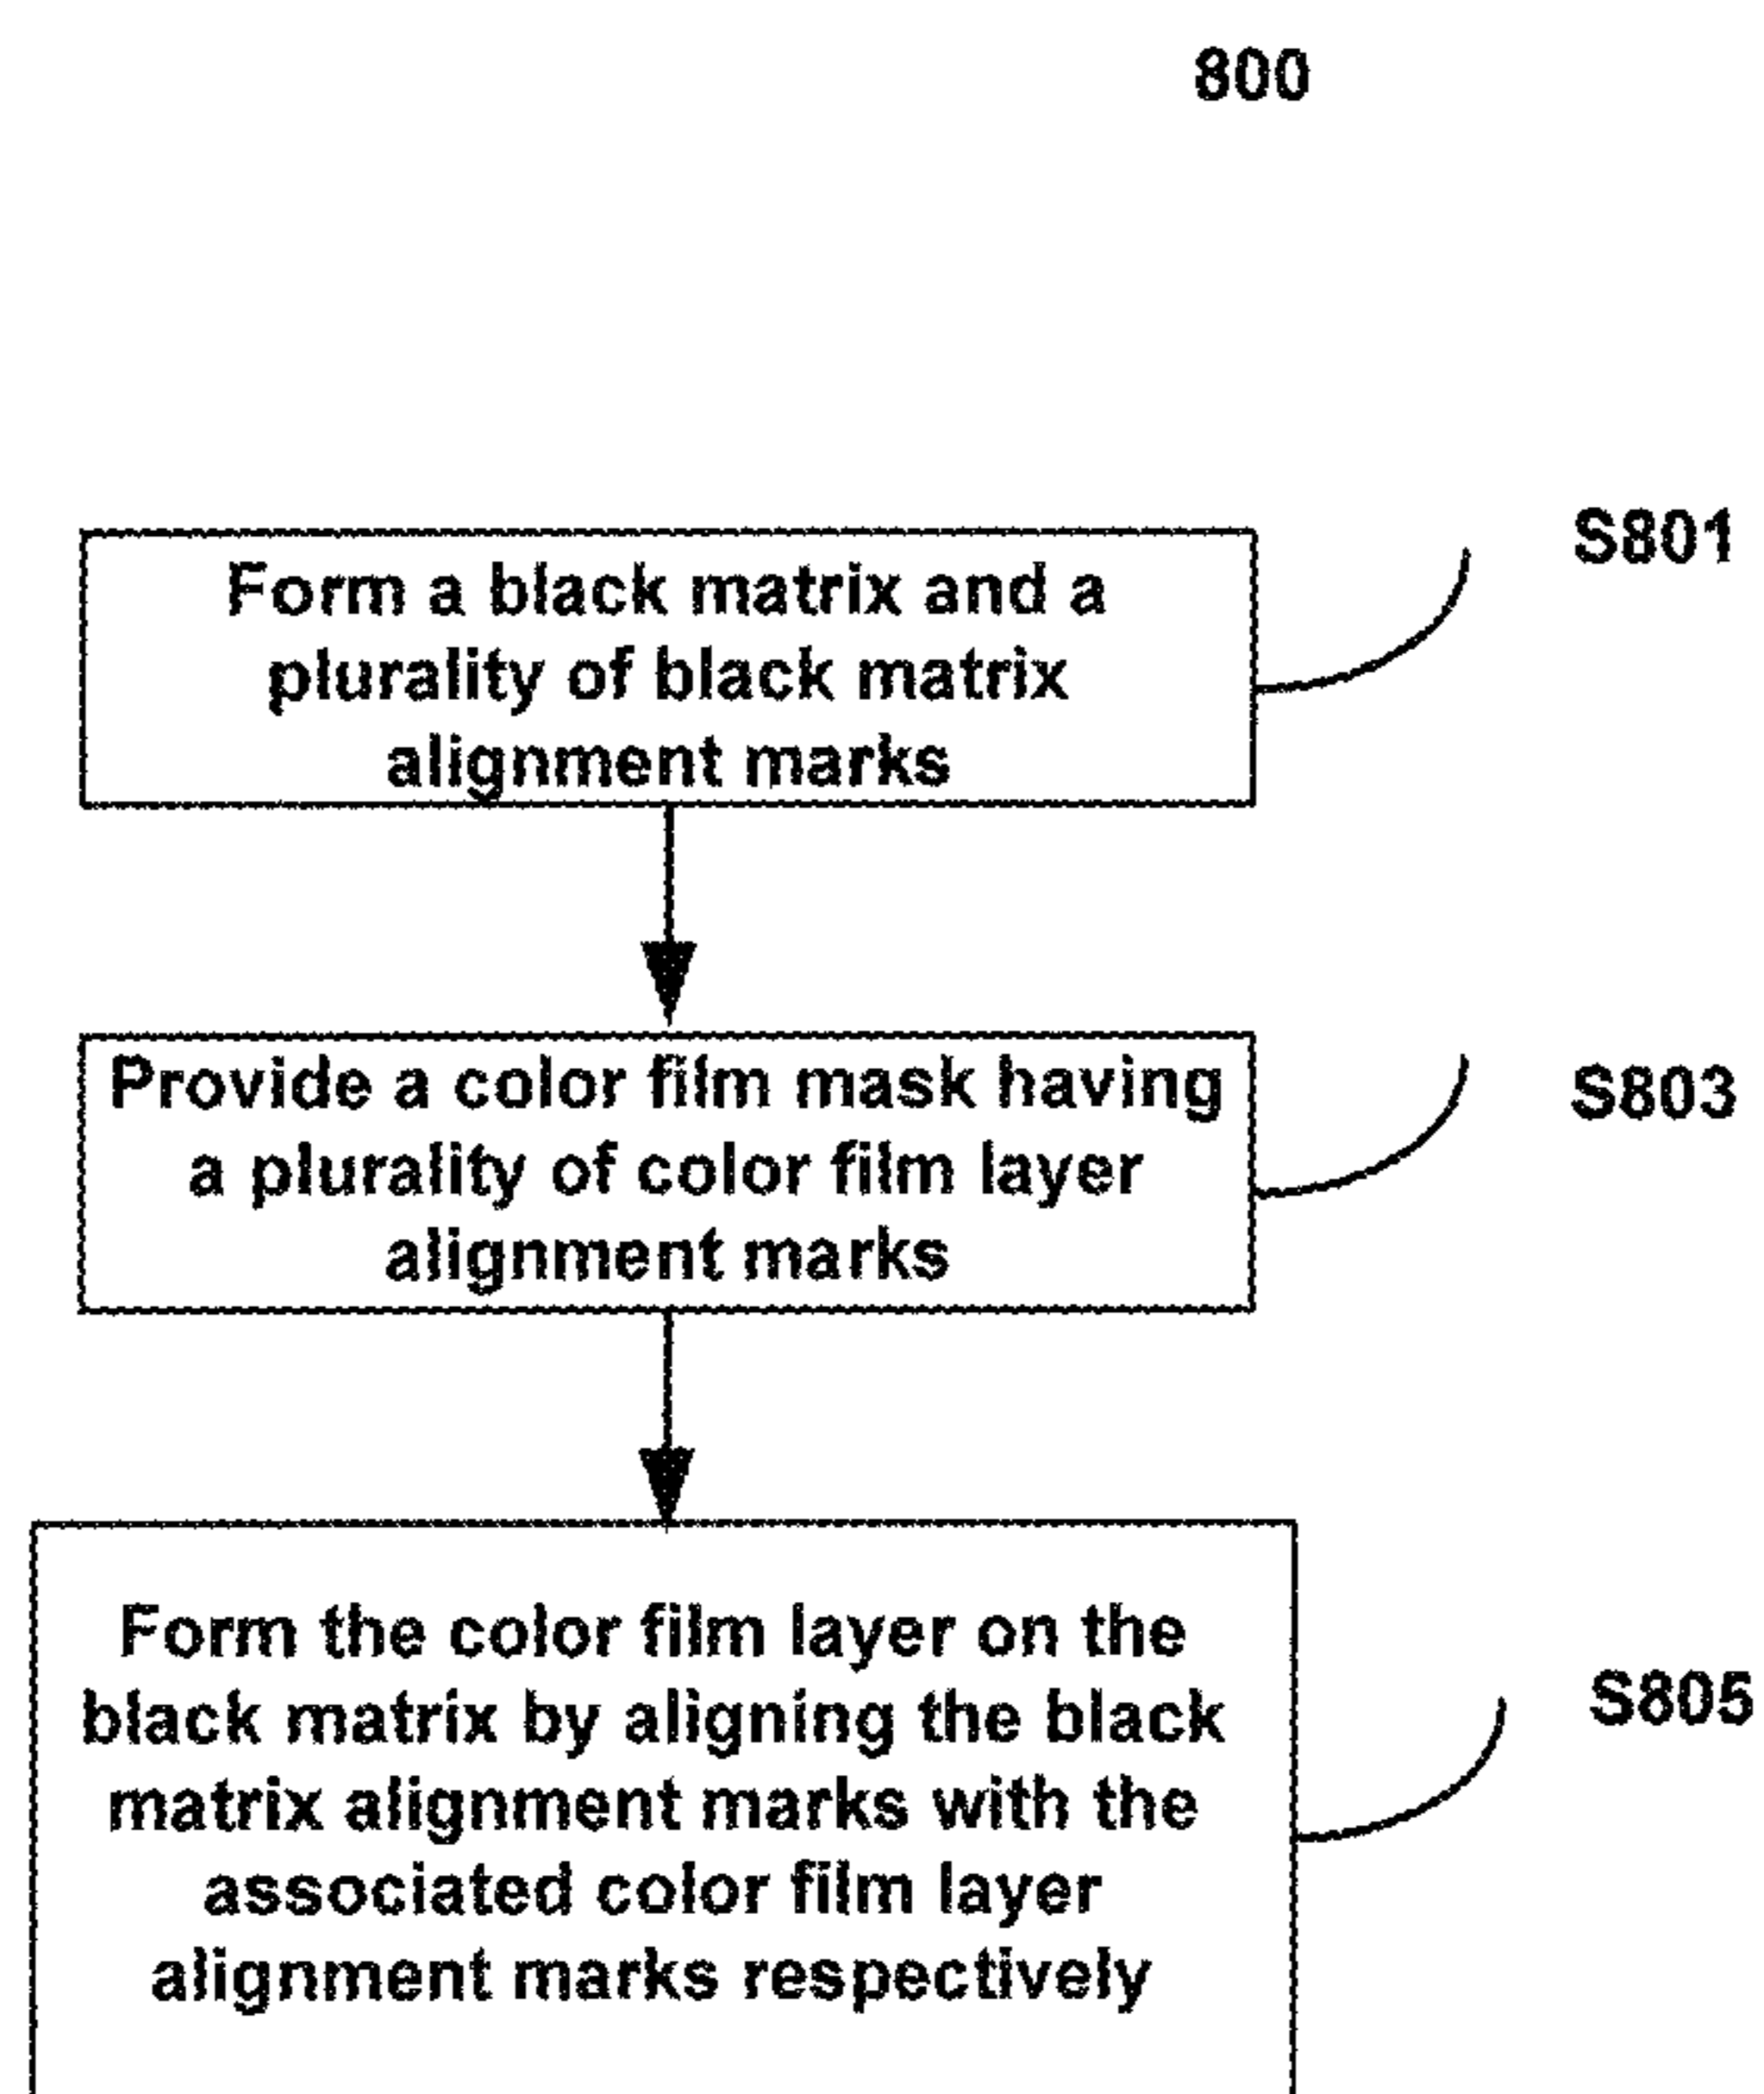 800
S801
Form a black matrix and a
plurality of black matrix
alignment marks
S803
Provide a color film mask having
a plurality of color film layer
alignment marks
S805
Form the color film layer on the
black matrix by aligning the black
matrix alignment marks with the
associated color film layer
alignment marks respectively